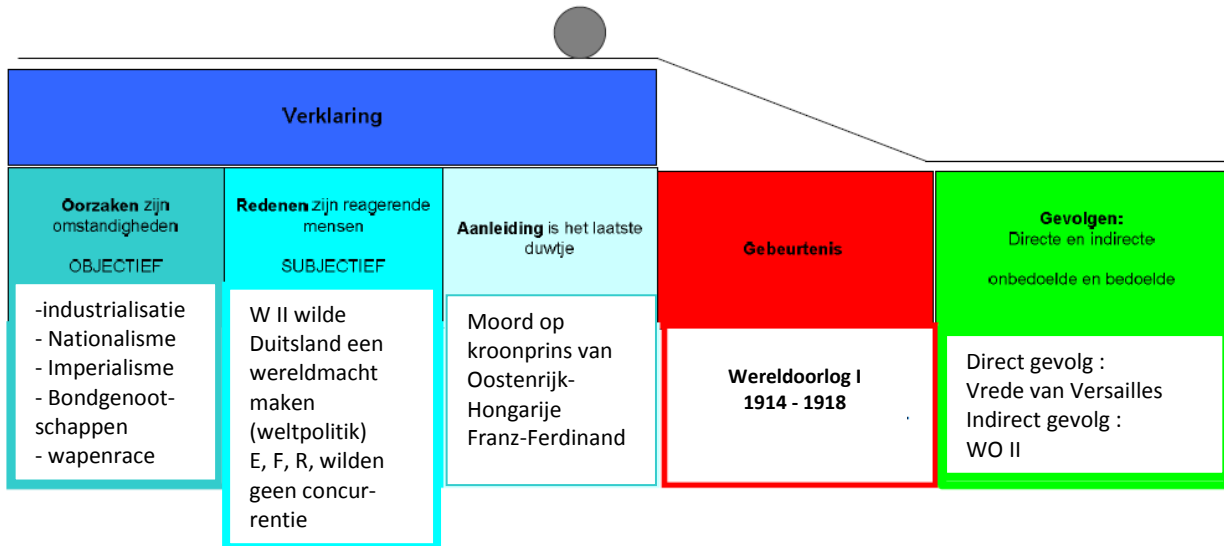 Verklaring
Oorzaken zijn
omstandigheden
OBJECTIEF
-industrialisatie
- Nationalisme
- Imperialisme
- Bondgenoot-
schappen
- wapenrace
Redenen zijn reagerende
mensen
SUBJECTIEF
W II wilde
Duitsland een
wereldmacht
maken
(weltpolitik)
E, F, R, wilden
geen concur-
rentie
Aanleiding is het laatste
duwtje
Moord op
kroonprins van
Oostenrijk-
Hongarije
Franz-Ferdinand
Gebeurtenis
Wereldoorlog I
1914 - 1918
Gevolgen:
Directe en indirecte
onbedoelde en bedoelde
Direct gevolg :
Vrede van Versailles
Indirect gevolg :
WO II